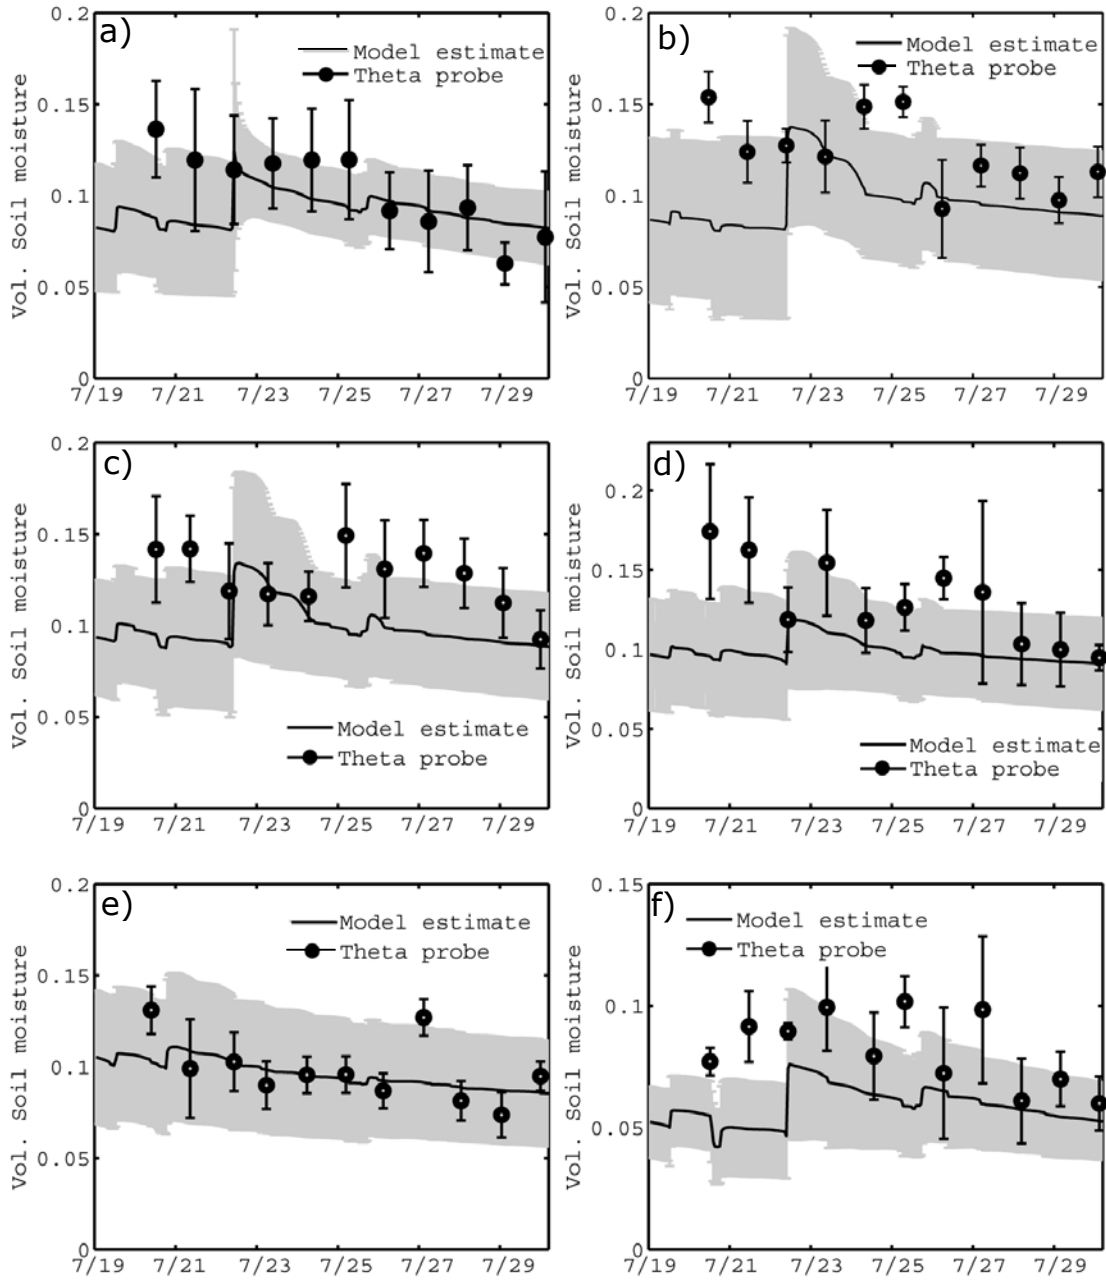 a)
0.2
Model estimate
Theta probe
0.15
0.1
0.05
0
Vol. Soil moisture
7/19 7/21 7/23 7/25 7/27 7/29
b)
0.2
Model estimate
Theta probe
0.15
0.1
0.05
0
Vol. Soil moisture
7/19 7/21 7/23 7/25 7/27 7/29
c)
0.2
0.15
0.1
0.05
0
Model estimate
Theta probe
Vol. Soil moisture
7/19 7/21 7/23 7/25 7/27 7/29
d)
0.2
0.15
0.1
0.05
0
Model estimate
Theta probe
Vol. Soil moisture
7/19 7/21 7/23 7/25 7/27 7/29
e)
0.2
Model estimate
Theta probe
0.15
0.1
0.05
0
Vol. Soil moisture
7/19 7/21 7/23 7/25 7/27 7/29
f)
0.15
Model estimate
Theta probe
0.1
0.05
0
Vol. Soil moisture
7/19 7/21 7/23 7/25 7/27 7/29